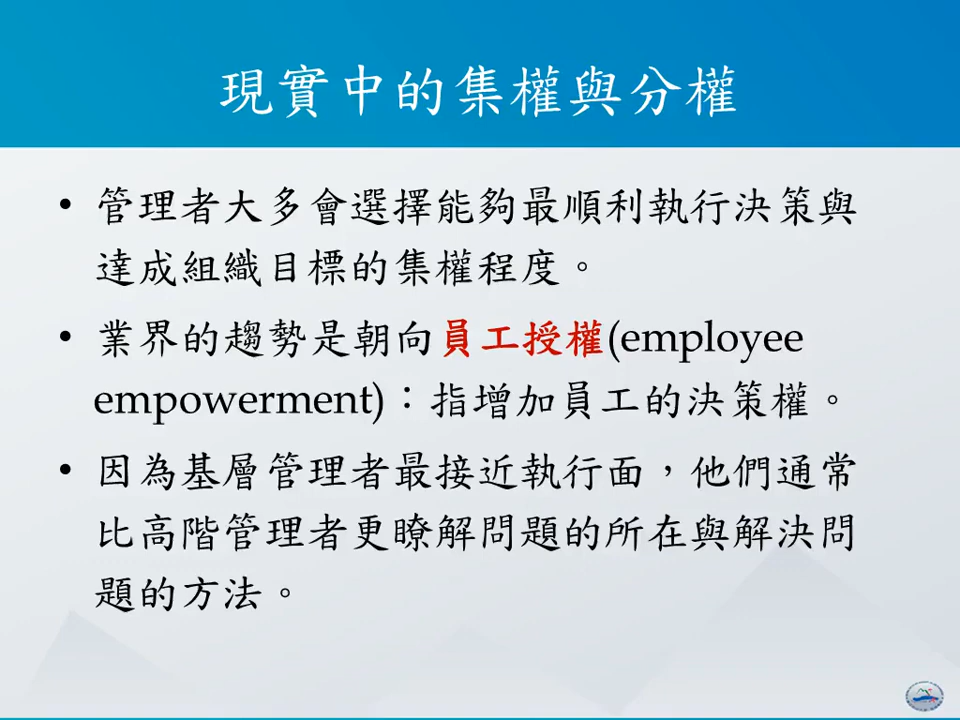 現實中的集權與分權
• 管理者大多會選擇能夠最順利執行決策與
達成組織目標的集權程度。
• 業界的趨勢是朝向員工授權(employee
empowerment)：指增加員工的決策權。
• 因為基層管理者最接近執行面，他們通常
比高階管理者更瞭解問題的所在與解決問
題的方法。